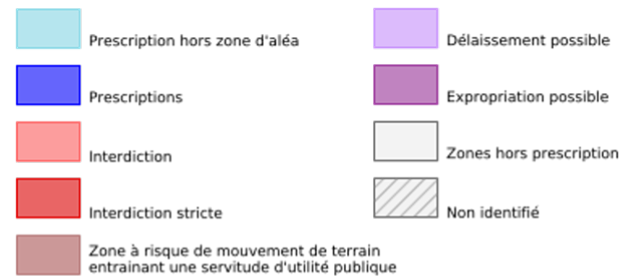 Prescription hors zone d'aléa
Prescriptions
Interdiction
Interdiction stricte
Zone à risque de mouvement de terrain
entrainant une servitude d'utilité publique
Délaissement possible
Expropriation possible
Zones hors prescription
Non identifié